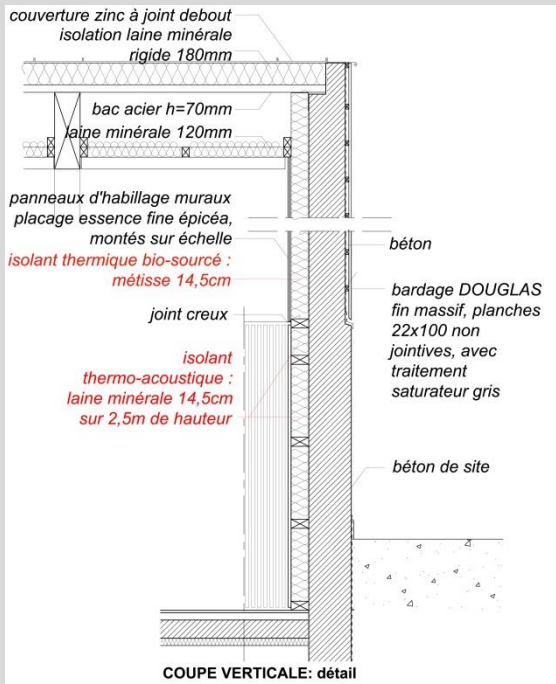 couverture zinc à joint debout
isolation laine minérale
rigide 180mm
bac acier h=70mm
laine minérale 120mm
panneaux d'habillage muraux
placage essence fine épicéa,
montés sur échelle
isolant thermique bio-sourcé :
métisse 14,5cm
joint creux
isolant
thermo-acoustique :
laine minérale 14,5cm
sur 2,5m de hauteur
béton
bardage DOUGLAS
fin massif, planches
22x100 non
jointives, avec
traitement
saturateur gris
béton de site
COUPE VERTICALE: détail